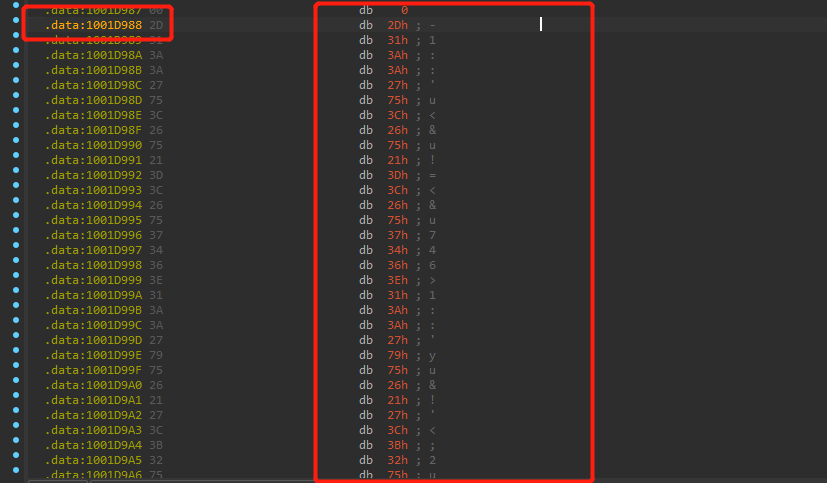 .data:1001D987 00 db 0
.data:1001D988 2D db 2Dh ; -
.data:1001D989 31 db 31h ; 1
.data:1001D98A 3A db 3Ah ; :
.data:1001D98B 3A db 3Ah ; :
.data:1001D98C 27 db 27h ; '
.data:1001D98D 75 db 75h ; u
.data:1001D98E 3C db 3Ch ; <
.data:1001D98F 26 db 26h ; &
.data:1001D990 75 db 75h ; u
.data:1001D991 21 db 21h ; !
.data:1001D992 3D db 3Dh ; =
.data:1001D993 3C db 3Ch ; <
.data:1001D994 26 db 26h ; &
.data:1001D995 75 db 75h ; u
.data:1001D996 37 db 37h ; 7
.data:1001D997 34 db 34h ; 4
.data:1001D998 36 db 36h ; 6
.data:1001D999 3E db 3Eh ; >
.data:1001D99A 31 db 31h ; 1
.data:1001D99B 3A db 3Ah ; :
.data:1001D99C 3A db 3Ah ; :
.data:1001D99D 27 db 27h ; '
.data:1001D99E 79 db 79h ; y
.data:1001D99F 75 db 75h ; u
.data:1001D9A0 26 db 26h ; &
.data:1001D9A1 21 db 21h ; !
.data:1001D9A2 27 db 27h ; '
.data:1001D9A3 3C db 3Ch ; <
.data:1001D9A4 3B db 3Bh ; ;
.data:1001D9A5 32 db 32h ; 2
.data:1001D9A6 75 db 75h ; u